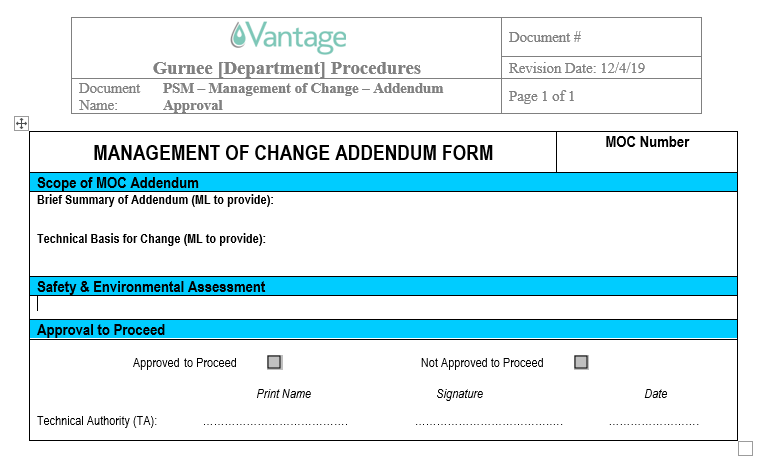 Vantage
Document #
Gurnee [Department] Procedures
Revision Date: 12/4/19
Document Name:
PSM – Management of Change – Addendum Approval
Page 1 of 1
MANAGEMENT OF CHANGE ADDENDUM FORM
MOC Number
Scope of MOC Addendum
Brief Summary of Addendum (ML to provide):
Technical Basis for Change (ML to provide):
Safety & Environmental Assessment
Approval to Proceed
Approved to Proceed
Not Approved to Proceed
Print Name Signature Date
Technical Authority (TA): ........................................ ......................................... .........................